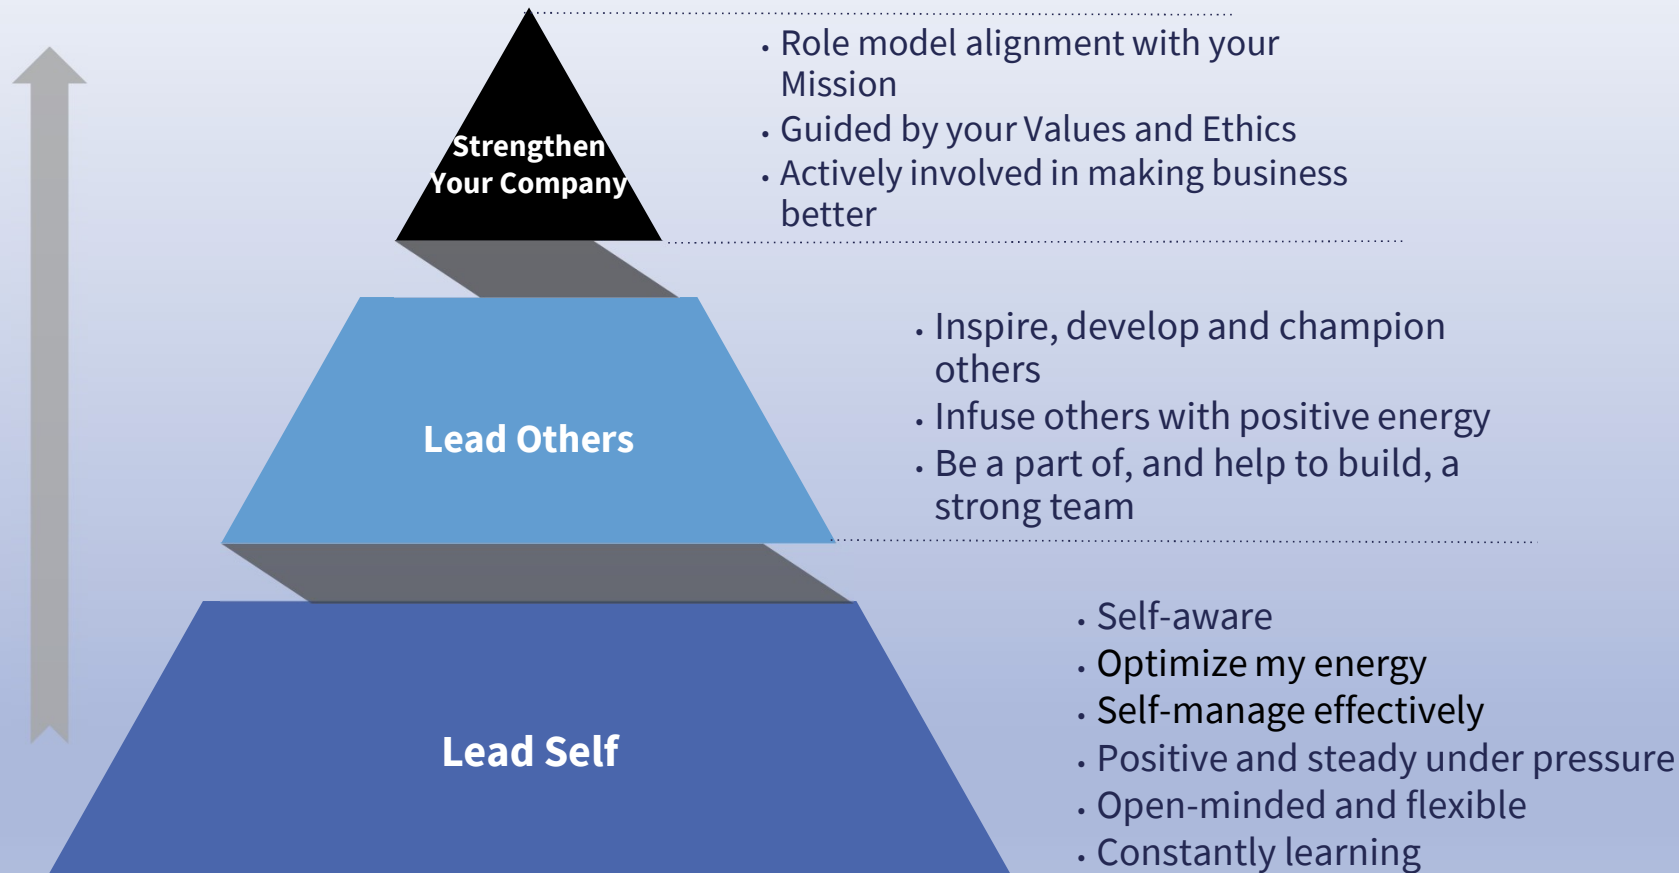 Strengthen
Your Company
• Role model alignment with your
Mission
• Guided by your Values and Ethics
• Actively involved in making business
better
Lead Others
• Inspire, develop and champion
others
• Infuse others with positive energy
• Be a part of, and help to build, a
strong team
Lead Self
• Self-aware
• Optimize my energy
• Self-manage effectively
• Positive and steady under pressure
• Open-minded and flexible
• Constantly learning